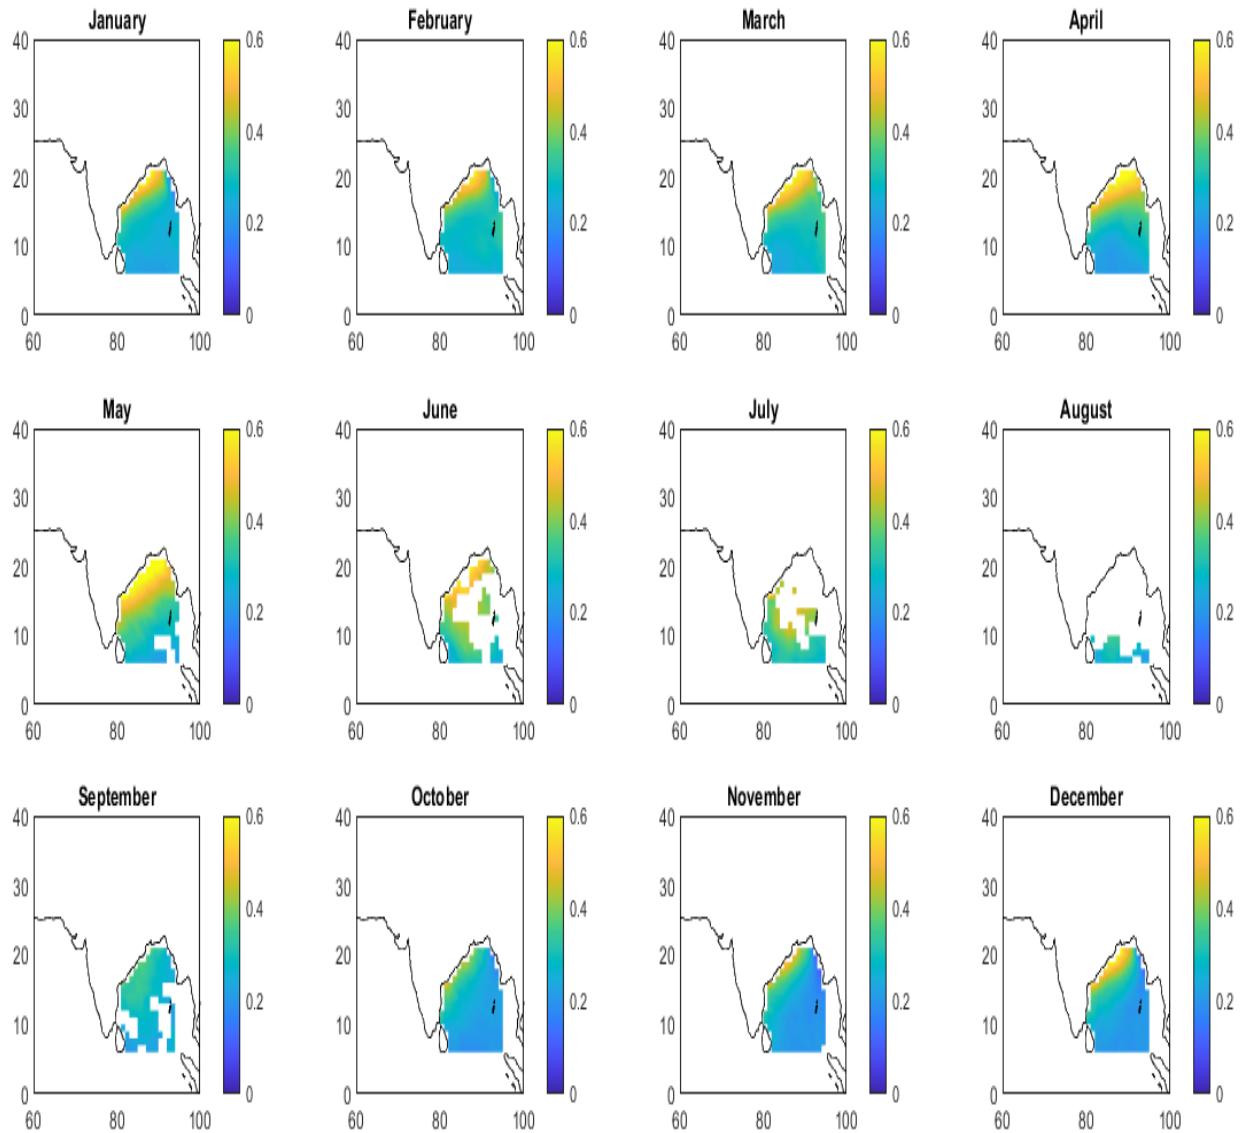 January February March April
40 0.6 40 0.6 40 0.6 40 0.6
30 30 30 30
0.4 0.4 0.4 0.4
20 20 20 20
0.2 0.2 0.2 0.2
10 10 10 10
0 0 0 0 0 0 0 0
60 80 100 60 80 100 60 80 100 60 80 100
May June July August
40 0.6 40 0.6 40 0.6 40 0.6
30 30 30 30
0.4 0.4 0.4 0.4
20 20 20 20
0.2 0.2 0.2 0.2
10 10 10 10
0 0 0 0 0 0 0 0
60 80 100 60 80 100 60 80 100 60 80 100
September October November December
40 0.6 40 0.6 40 0.6 40 0.6
30 30 30 30
0.4 0.4 0.4 0.4
20 20 20 20
0.2 0.2 0.2 0.2
10 10 10 10
0 0 0 0 0 0 0 0
60 80 100 60 80 100 60 80 100 60 80 100